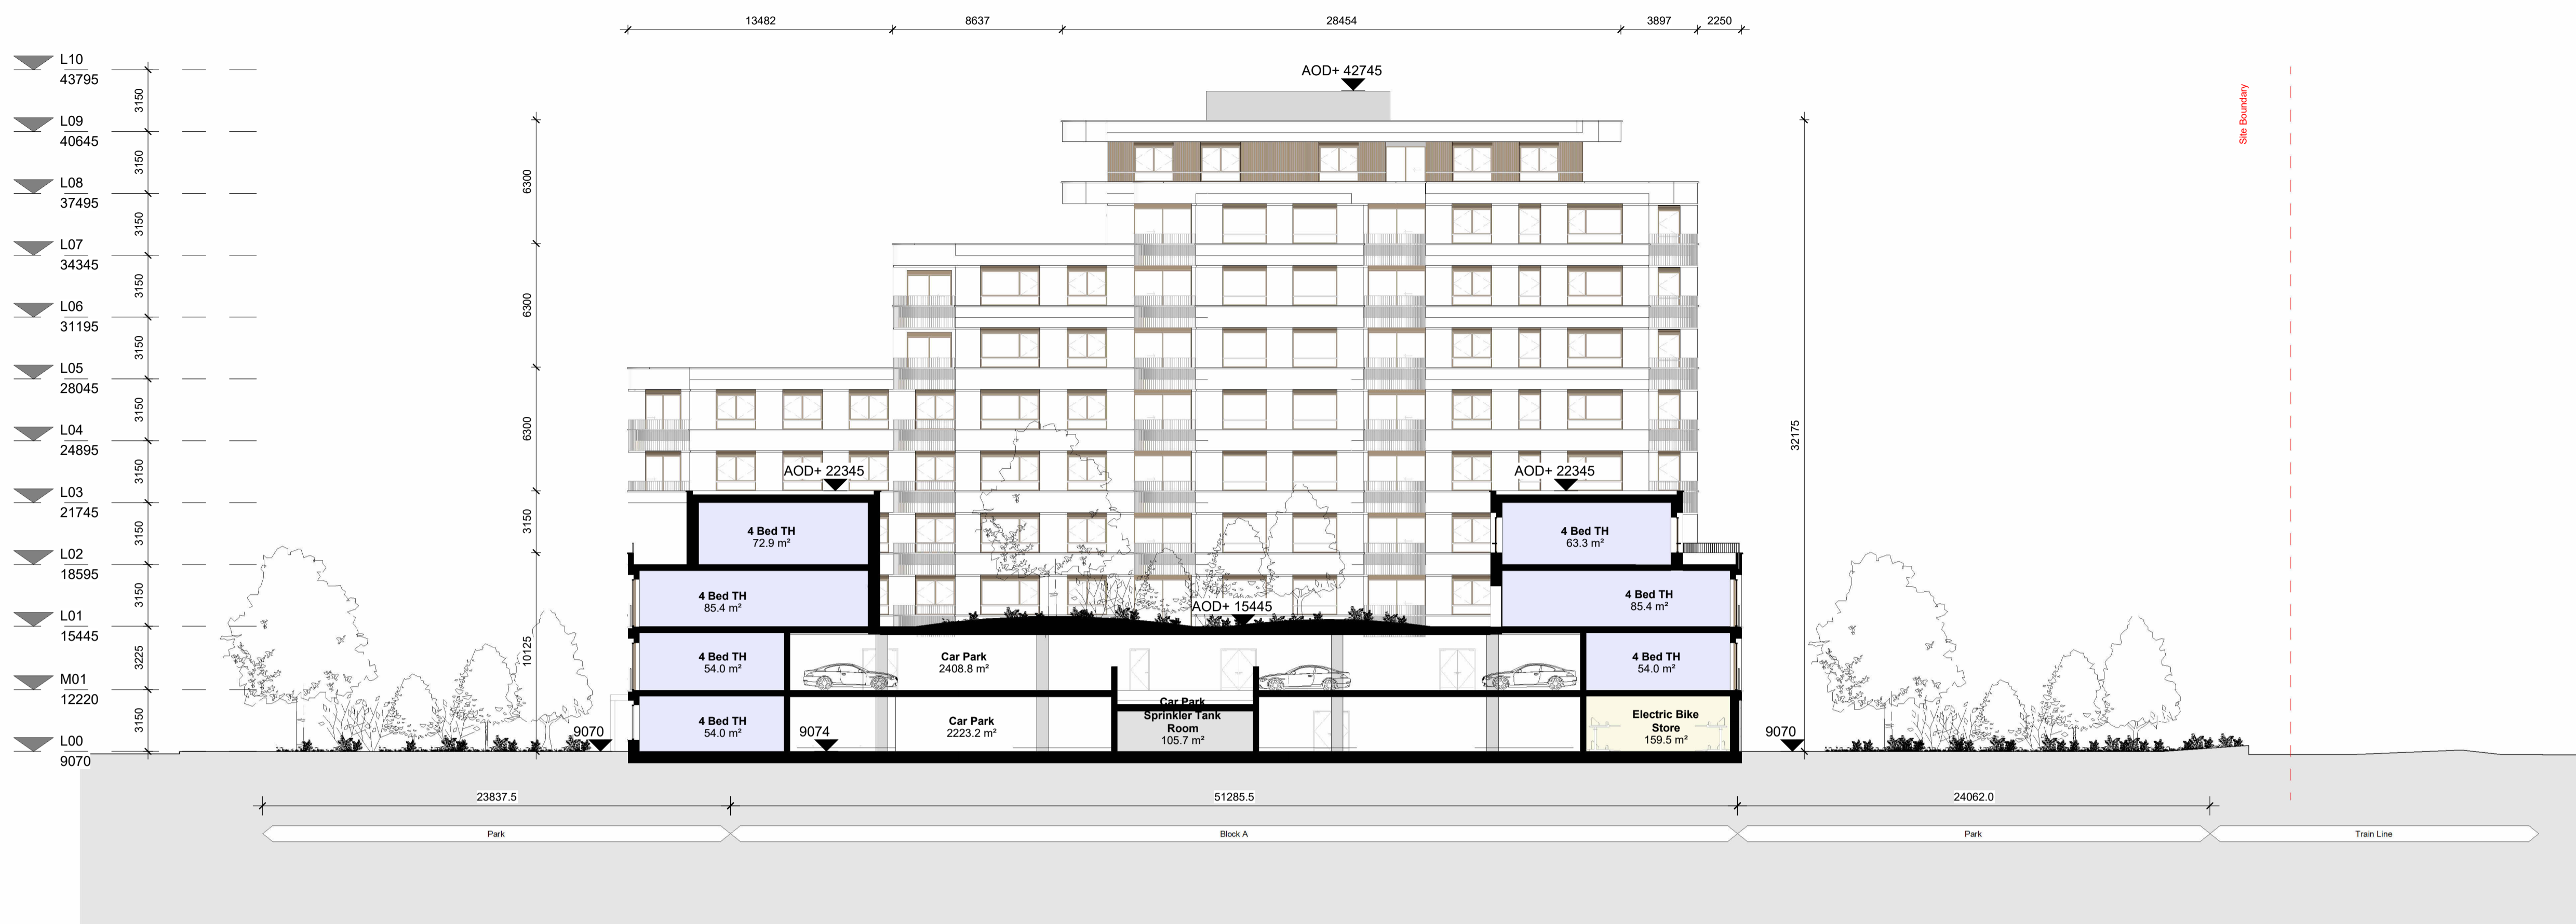 13482
8637
28454
3897
2250
L10
43795
3150
L09
40645
3150
L08
37495
3150
L07
34345
3150
L06
31195
3150
L05
28045
3150
L04
24895
3150
L03
21745
3150
L02
18595
3150
L01
15445
3225
M01
12220
3150
L00
9070
6300
6300
6300
3150
10125
AOD+ 42745
Site Boundary
32175
AOD+ 22345
AOD+ 22345
4 Bed TH
72.9 m²
4 Bed TH
63.3 m²
4 Bed TH
85.4 m²
AOD+ 15445
4 Bed TH
85.4 m²
4 Bed TH
54.0 m²
Car Park
2408.8 m²
4 Bed TH
54.0 m²
9070
4 Bed TH
54.0 m²
9074
Car Park
2223.2 m²
Car Park
Sprinkler Tank
Room
105.7 m²
Electric Bike
Store
159.5 m²
9070
23837.5
51285.5
24062.0
Park
Block A
Park
Train Line